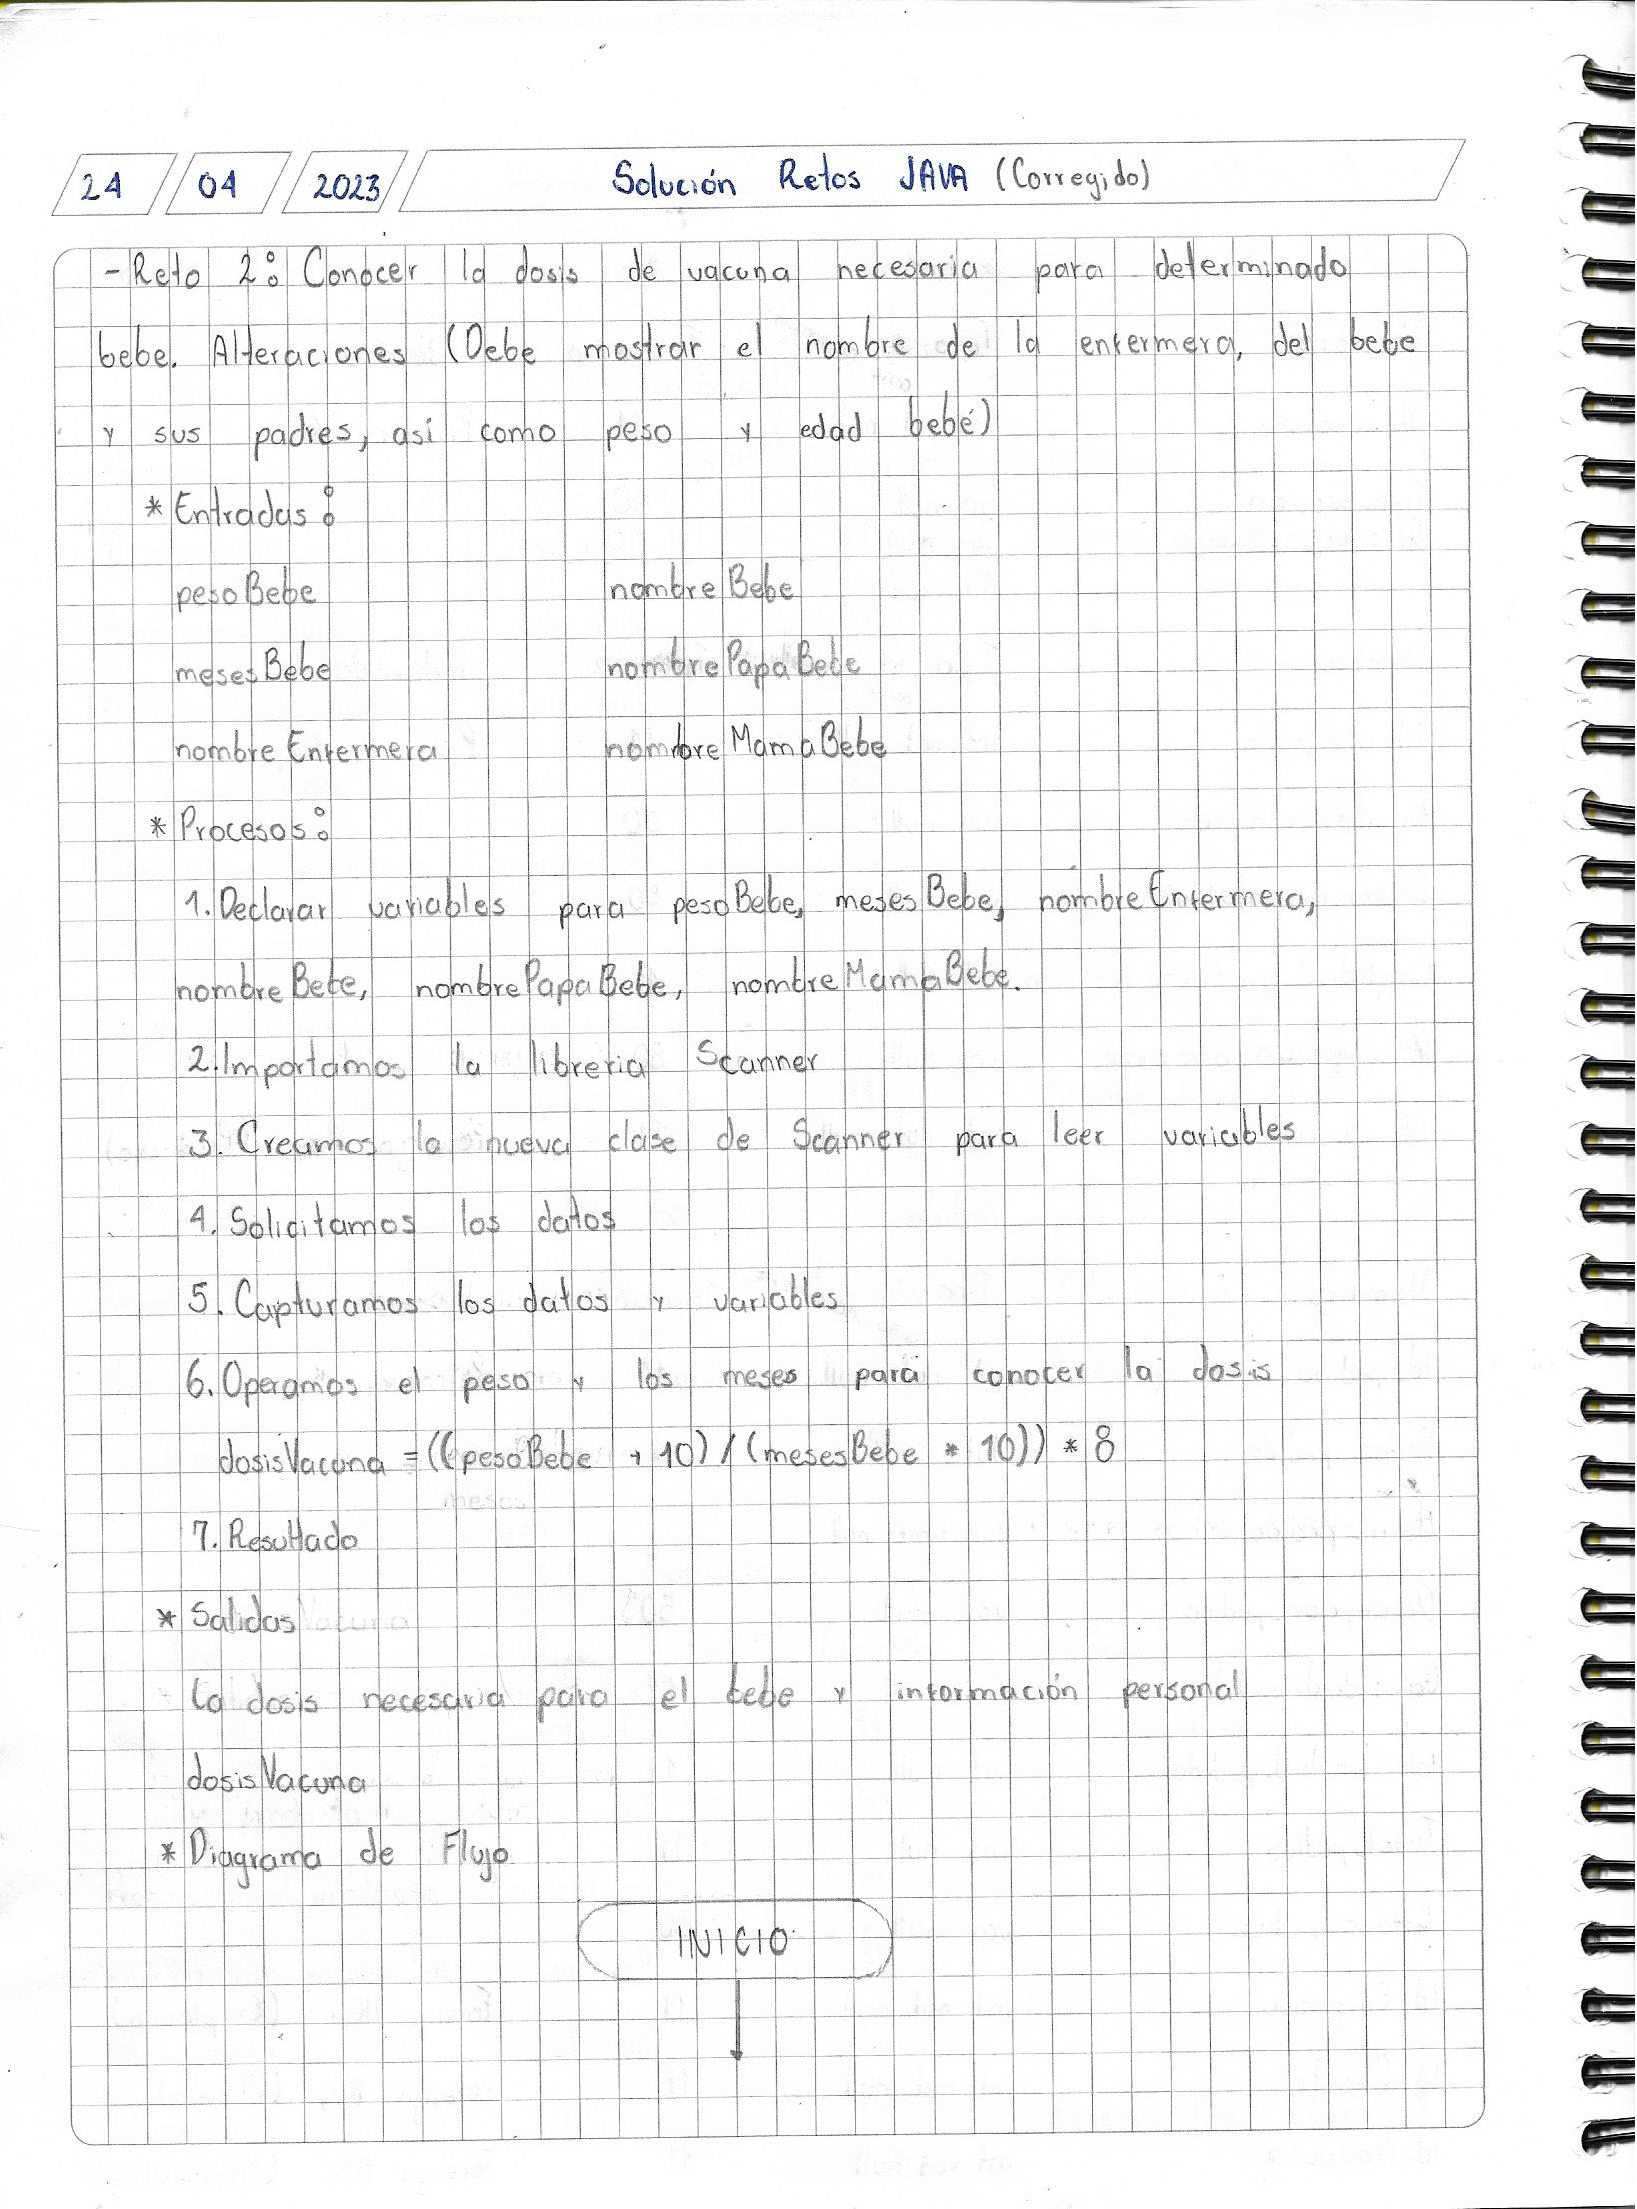 24 04 2023 Solución Retos JAVA (Corregido)
- Reto 2: Conocer la dosis de vacuna necesaria para determinado
bebe. Alteraciones (Debe mostrar el nombre de la enfermera, del bebe
y sus padres, asi como peso y edad bebé)
* Entradas:
pesoBebe nombreBebe
mesesBebe nombrePapaBebe
nombreEnfermera nombreMamaBebe
* Procesos:
1. Declarar variables para pesoBebe, mesesBebe, nombreEnfermera,
nombreBebe, nombrePapaBebe, nombreMamaBebe.
2. Importamos la libreria Scanner
3. Creamos la nueva clase de Scanner para leer variables
4. Solicitamos los datos
5. Capturamos los datos y variables
6. Operamos el peso y los meses para conocer la dosis
dosisVacuna = ((pesoBebe + 10) / (mesesBebe * 10)) * 8
7. Resultado
* Salidas
La dosis necesaria para el bebe y información personal
dosisVacuna
* Diagrama de Flujo
INICIO